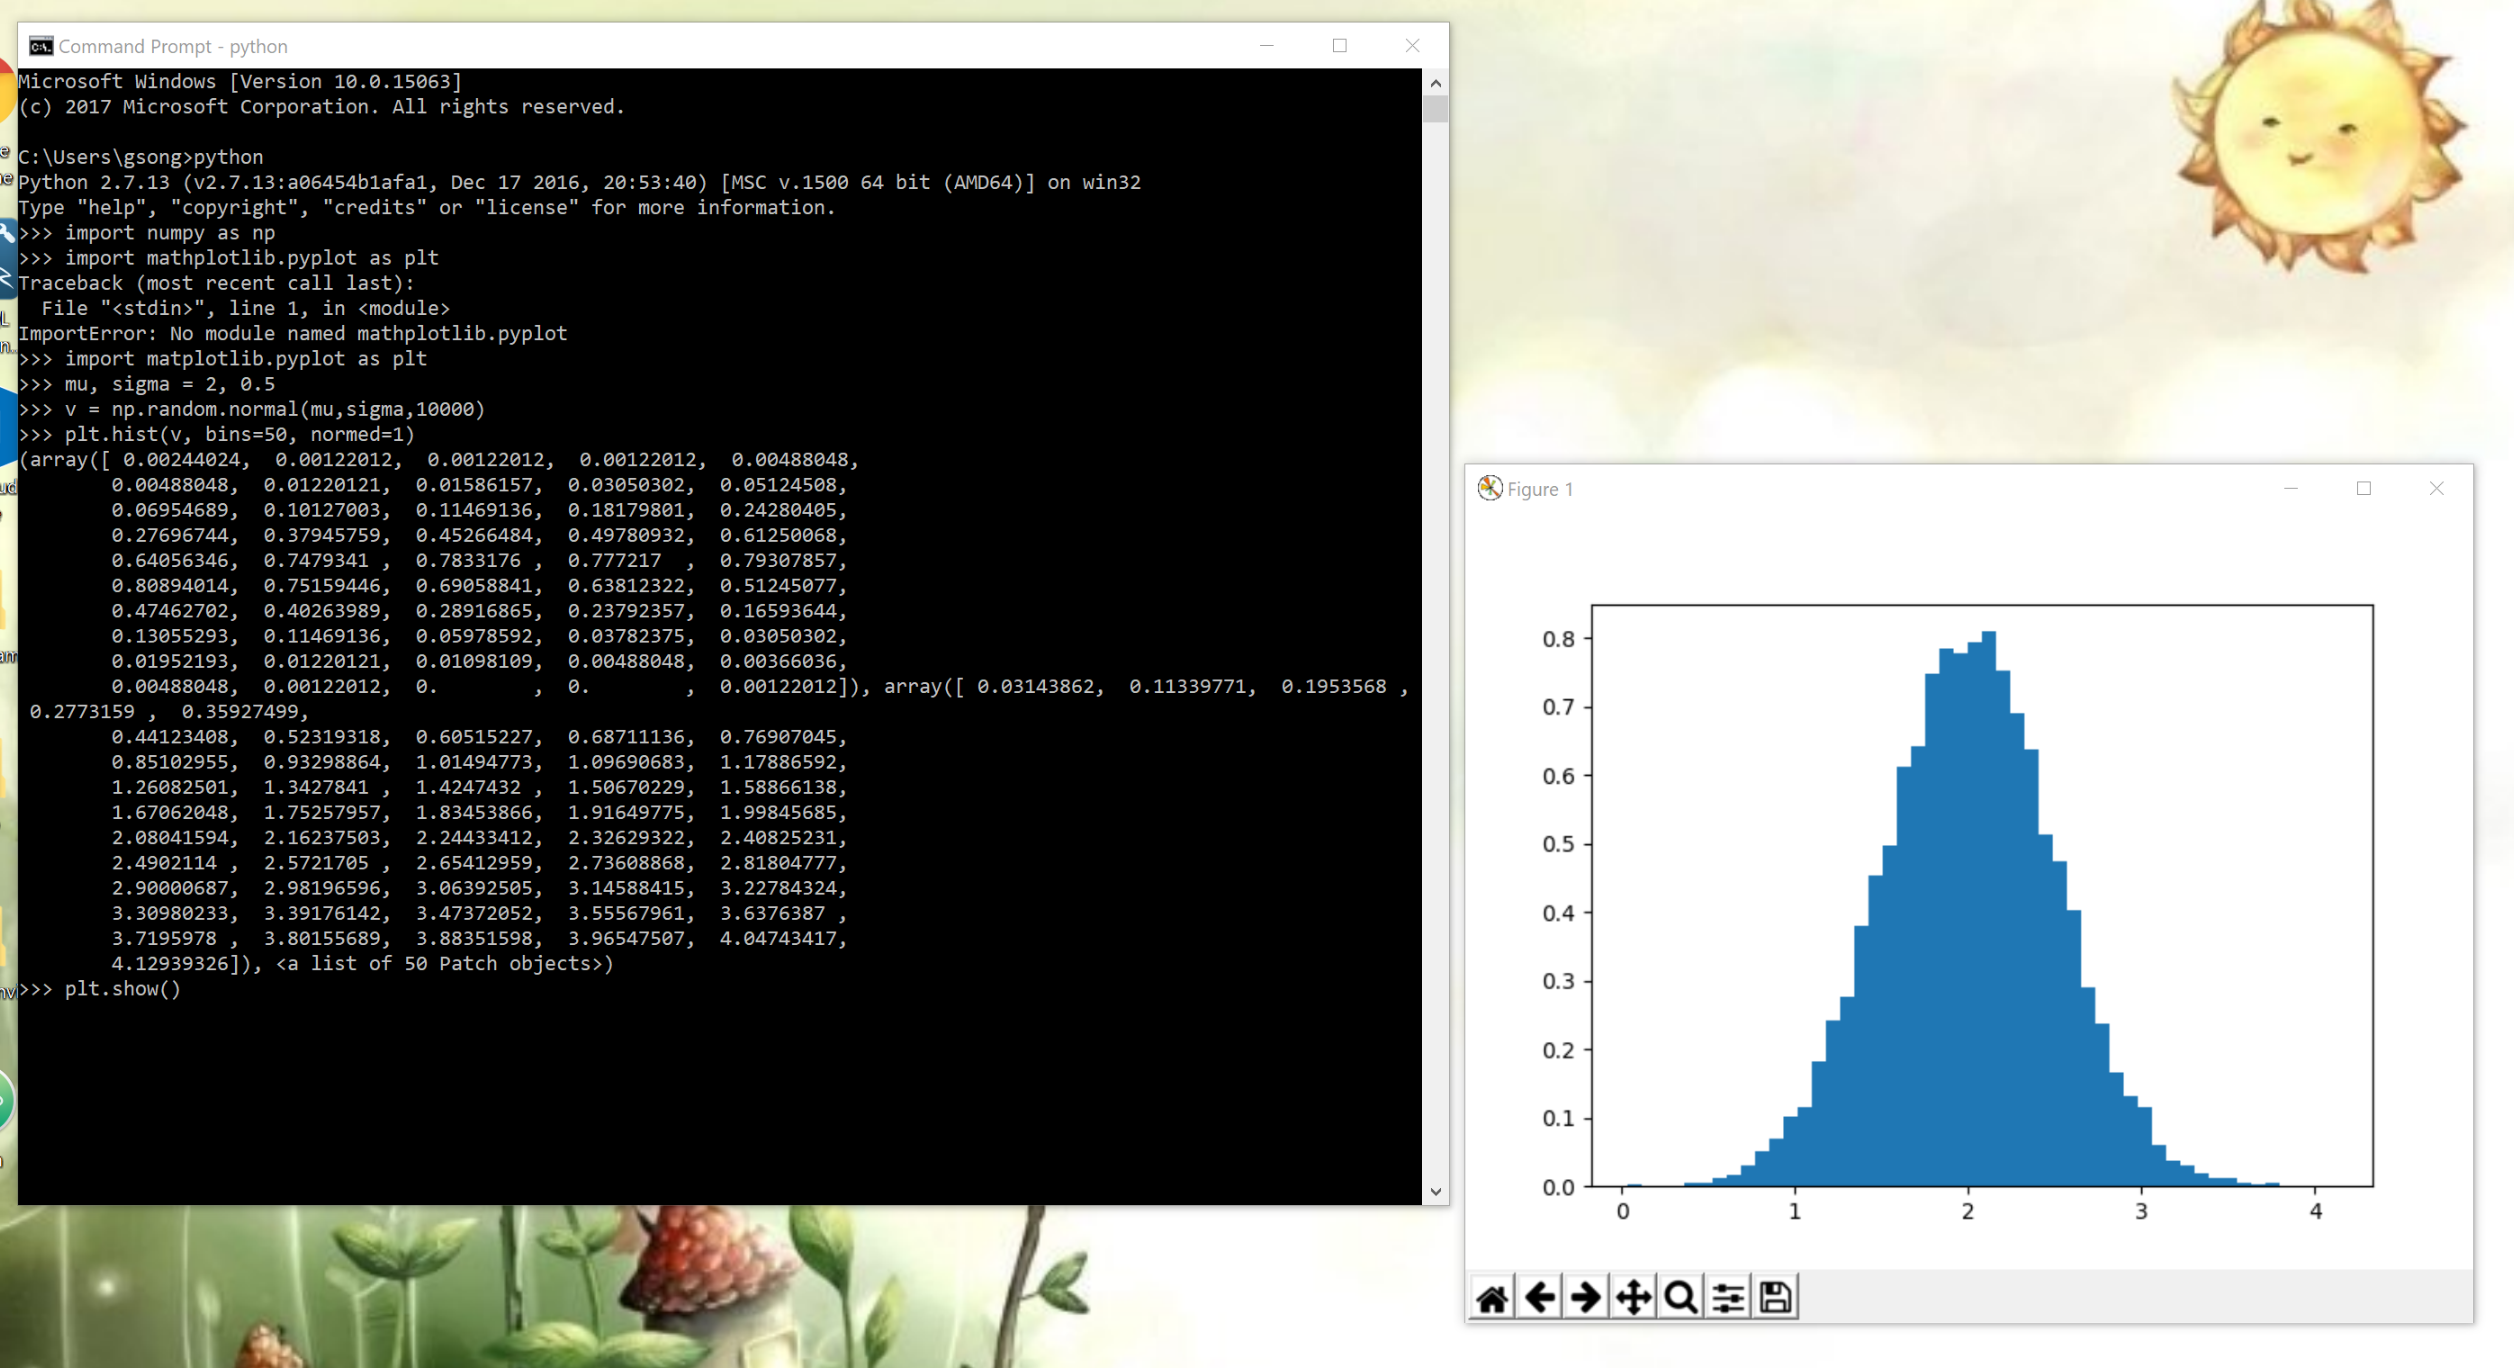 Command Prompt - python
Microsoft Windows [Version 10.0.15063]
(c) 2017 Microsoft Corporation. All rights reserved.
C:\Users\gsong>python
Python 2.7.13 (v2.7.13:a06454b1afa1, Dec 17 2016, 20:53:40) [MSC v.1500 64 bit (AMD64)] on win32
Type "help", "copyright", "credits" or "license" for more information.
>>> import numpy as np
>>> import mathplotlib.pyplot as plt
Traceback (most recent call last):
  File "<stdin>", line 1, in <module>
ImportError: No module named mathplotlib.pyplot
>>> import matplotlib.pyplot as plt
>>> mu, sigma = 2, 0.5
>>> v = np.random.normal(mu,sigma,10000)
>>> plt.hist(v, bins=50, normed=1)
(array([ 0.00244024,  0.00122012,  0.00122012,  0.00122012,  0.00488048,
        0.00488048,  0.01220121,  0.01586157,  0.03050302,  0.05124508,
        0.06954689,  0.10127003,  0.11469136,  0.18179801,  0.24280405,
        0.27696744,  0.37945759,  0.45266484,  0.49780932,  0.61250068,
        0.64056346,  0.7479341 ,  0.7833176 ,  0.777217  ,  0.79307857,
        0.80894014,  0.75159446,  0.69058841,  0.63812322,  0.51245077,
        0.47462702,  0.40263989,  0.28916865,  0.23792357,  0.16593644,
        0.13055293,  0.11469136,  0.05978592,  0.03782375,  0.03050302,
        0.01952193,  0.01220121,  0.01098109,  0.00488048,  0.00366036,
        0.00488048,  0.00122012,  0.        ,  0.        ,  0.00122012]), array([ 0.03143862,  0.11339771,  0.1953568 ,
 0.2773159 ,  0.35927499,
        0.44123408,  0.52319318,  0.60515227,  0.68711136,  0.76907045,
        0.85102955,  0.93298864,  1.01494773,  1.09690683,  1.17886592,
        1.26082501,  1.3427841 ,  1.4247432 ,  1.50670229,  1.58866138,
        1.67062048,  1.75257957,  1.83453866,  1.91649775,  1.99845685,
        2.08041594,  2.16237503,  2.24433412,  2.32629322,  2.40825231,
        2.4902114 ,  2.5721705 ,  2.65412959,  2.73608868,  2.81804777,
        2.90000687,  2.98196596,  3.06392505,  3.14588415,  3.22784324,
        3.30980233,  3.39176142,  3.47372052,  3.55567961,  3.6376387 ,
        3.7195978 ,  3.80155689,  3.88351598,  3.96547507,  4.04743417,
        4.12939326]), <a list of 50 Patch objects>)
>>> plt.show()
Figure 1
0.8
0.7
0.6
0.5
0.4
0.3
0.2
0.1
0.0
0 1 2 3 4